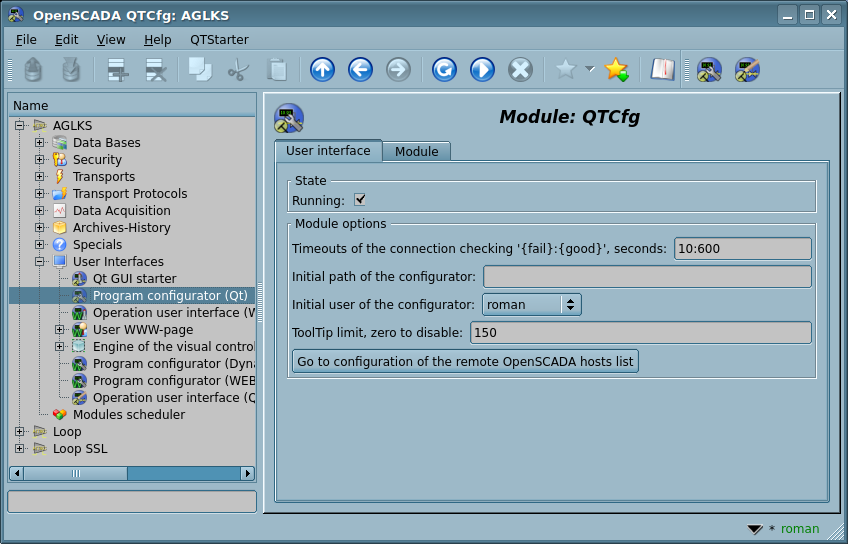 OpenSCADA QTCfg: AGLKS
File Edit View Help QTStarter
Name
AGLKS
Data Bases
Security
Transports
Transport Protocols
Data Acquisition
Archives-History
Specials
User Interfaces
Qt GUI starter
Program configurator (Qt)
Operation user interface (W
User WWW-page
Engine of the visual contro
Program configurator (Dyn
Program configurator (WEB
Operation user interface (Q
Modules scheduler
Loop
Loop SSL
Module: QTCfg
User interface Module
State
Running:
Module options
Timeouts of the connection checking '{fail}:{good}', seconds: 10:600
Initial path of the configurator:
Initial user of the configurator: roman
ToolTip limit, zero to disable: 150
Go to configuration of the remote OpenSCADA hosts list
* roman